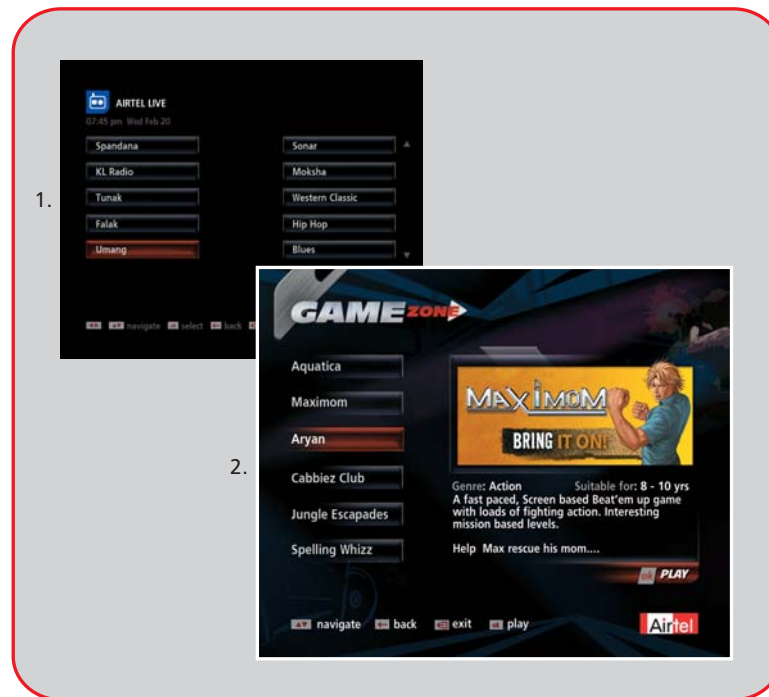 1.
AIRTEL LIVE
07:45 pm Wed Feb 20
Spandana
KL Radio
Tunak
Falak
Umang
Sonar
Moksha
Western Classic
Hip Hop
Blues
navigate select back
2.
GAME ZONE
Aquatica
Maximom
Aryan
Cabbiez Club
Jungle Escapades
Spelling Whizz
MAXIMOM
BRING IT ON!
Genre: Action Suitable for: 8 - 10 yrs
A fast paced, Screen based Beat'em up game
with loads of fighting action. Interesting
mission based levels.
Help Max rescue his mom....
ok PLAY
navigate back exit ok play
Airtel